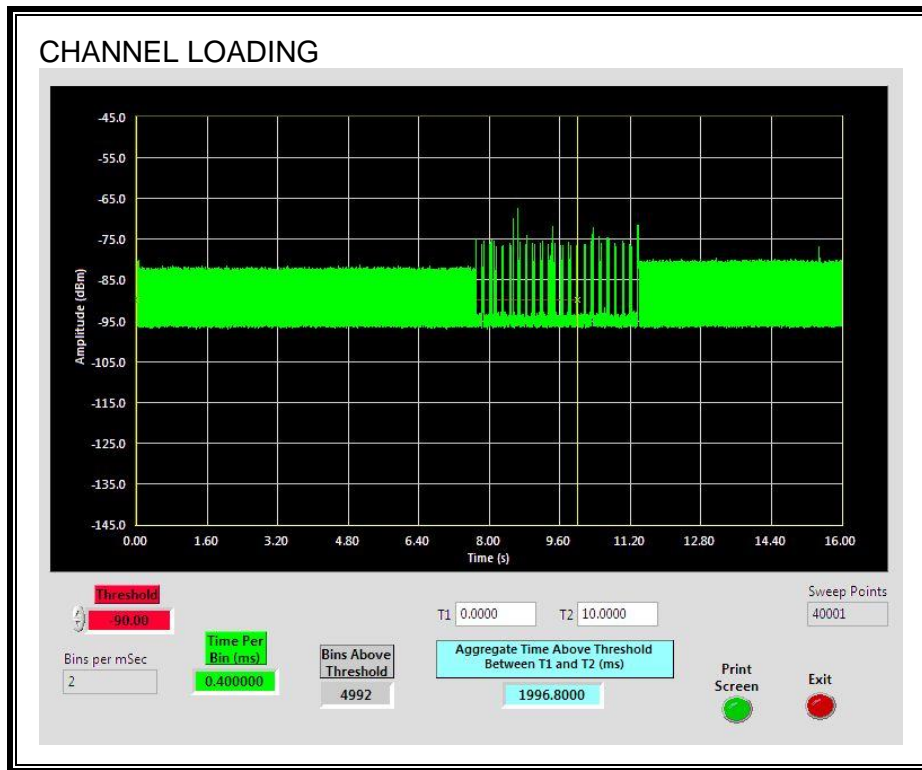 CHANNEL LOADING
-45.0
-55.0
-65.0
-75.0
-85.0
-95.0
-105.0
-115.0
-125.0
-135.0
-145.0
Amplitude (dBm)
0.00 1.60 3.20 4.80 6.40 8.00 9.60 11.20 12.80 14.40 16.00
Time (s)
Threshold
-90.00
Bins per mSec
2
Time Per
Bin (ms)
0.400000
Bins Above
Threshold
4992
T1 0.0000 T2 10.0000
Aggregate Time Above Threshold
Between T1 and T2 (ms)
1996.8000
Sweep Points
40001
Print
Screen
Exit